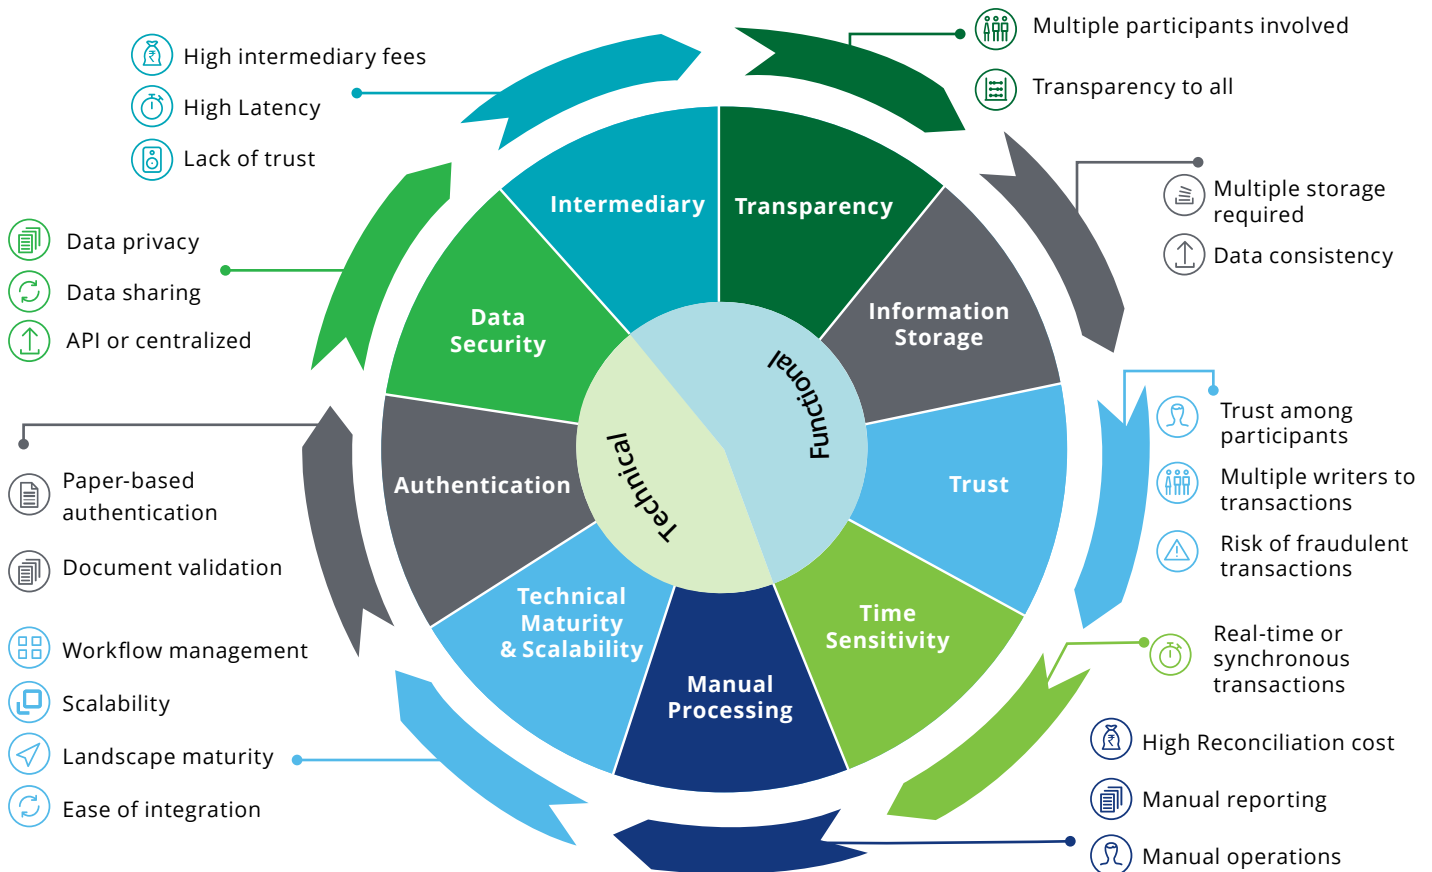 High intermediary fees
High Latency
Lack of trust
Multiple participants involved
Transparency to all
Multiple storage
required
Data consistency
Data privacy
Data sharing
API or centralized
Trust among
participants
Multiple writers to
transactions
Risk of fraudulent
transactions
Paper-based
authentication
Document validation
Real-time or
synchronous
transactions
Workflow management
Scalability
Landscape maturity
Ease of integration
High Reconciliation cost
Manual reporting
Manual operations
Intermediary
Transparency
Information
Storage
Trust
Time
Sensitivity
Manual
Processing
Technical
Maturity
& Scalability
Authentication
Data
Security
Functional
Technical
₹
₹